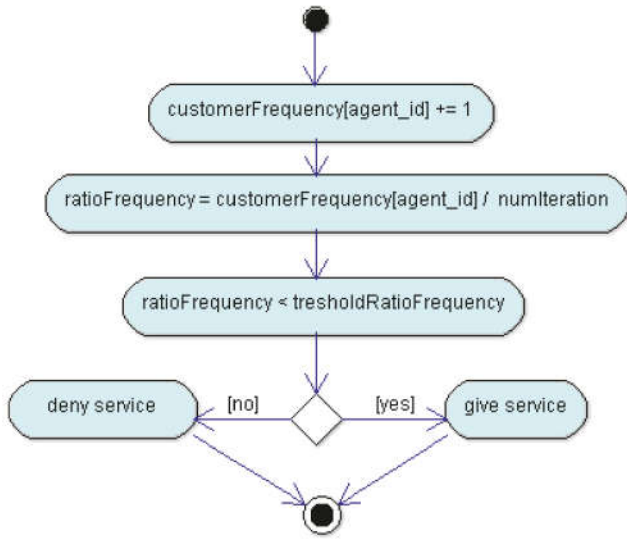 customerFrequency[agent_id] += 1
ratioFrequency = customerFrequency[agent_id] / numIteration
ratioFrequency < tresholdRatioFrequency
[no] [yes]
deny service give service